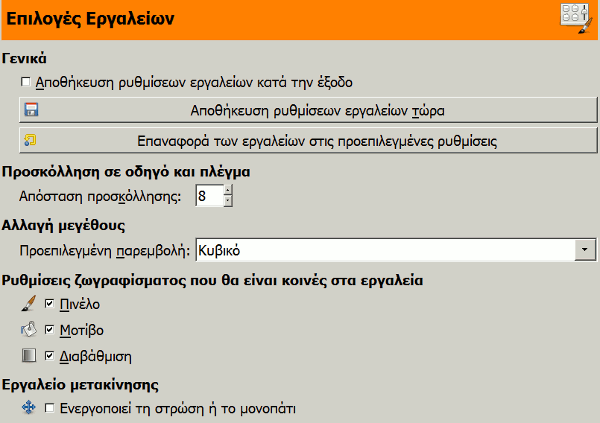 Επιλογές Εργαλείων
Γενικά
Αποθήκευση ρυθμίσεων εργαλείων κατά την έξοδο
Αποθήκευση ρυθμίσεων εργαλείων τώρα
Επαναφορά των εργαλείων στις προεπιλεγμένες ρυθμίσεις
Προσκόλληση σε οδηγό και πλέγμα
Απόσταση προσκόλλησης: 8
Αλλαγή μεγέθους
Προεπιλεγμένη παρεμβολή: Κυβικό
Ρυθμίσεις ζωγραφίσματος που θα είναι κοινές στα εργαλεία
Πινέλο
Μοτίβο
Διαβάθμιση
Εργαλείο μετακίνησης
Ενεργοποιεί τη στρώση ή το μονοπάτι